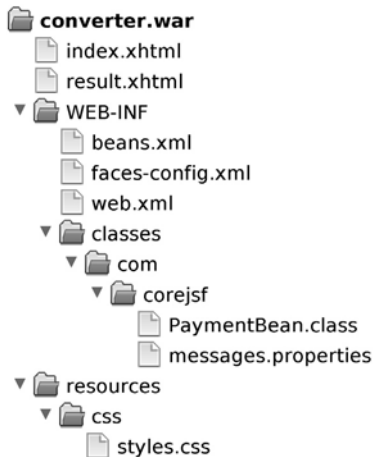 converter.war
index.xhtml
result.xhtml
WEB-INF
beans.xml
faces-config.xml
web.xml
classes
com
corejsf
PaymentBean.class
messages.properties
resources
css
styles.css